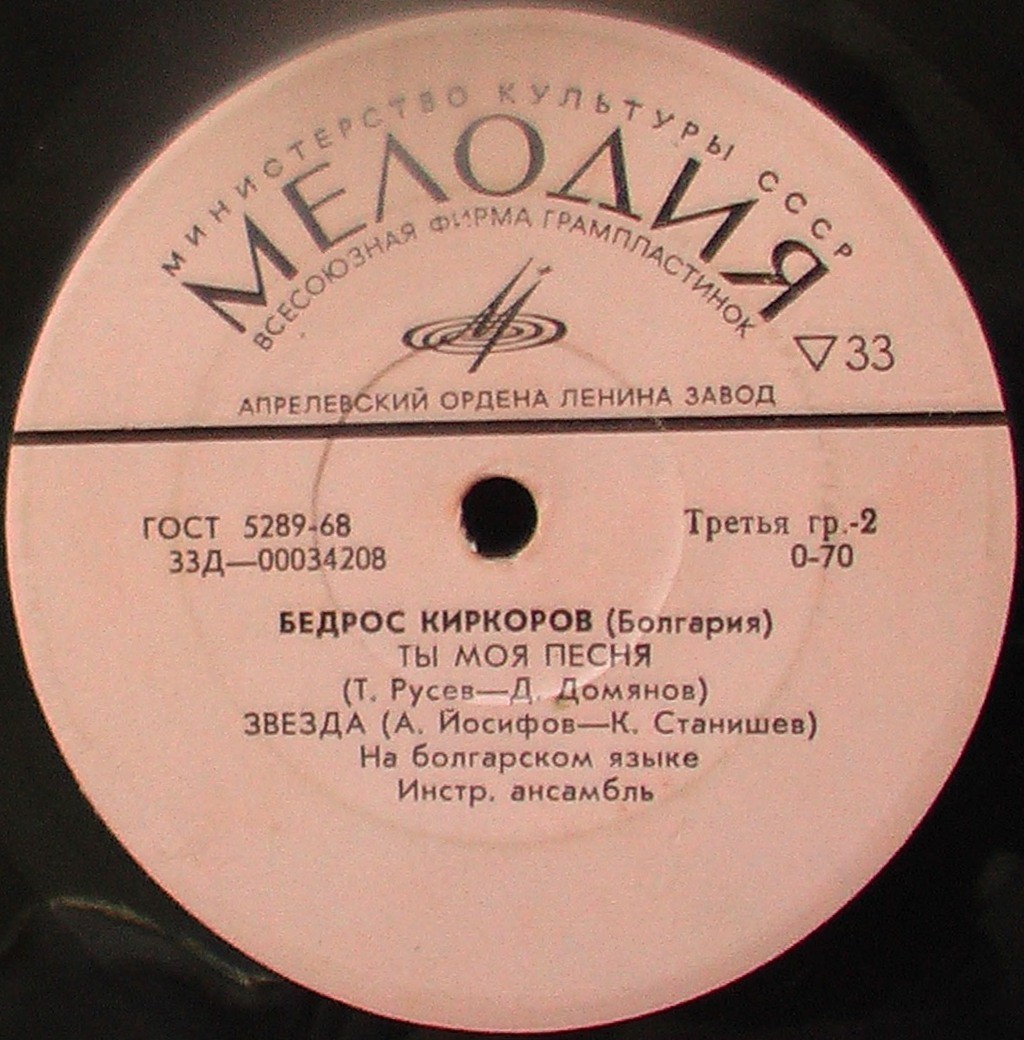 МИНИСТЕРСТВО КУЛЬТУРЫ СССР
МЕЛОДИЯ
ВСЕСОЮЗНАЯ ФИРМА ГРАМПЛАСТИНОК
▽33
АПРЕЛЕВСКИЙ ОРДЕНА ЛЕНИНА ЗАВОД
ГОСТ 5289-68
33Д—00034208
Третья гр.-2
0-70
БЕДРОС КИРКОРОВ (Болгария)
ТЫ МОЯ ПЕСНЯ
(Т. Русев—Д. Домянов)
ЗВЕЗДА (А. Йосифов—К. Станишев)
На болгарском языке
Инстр. ансамбль